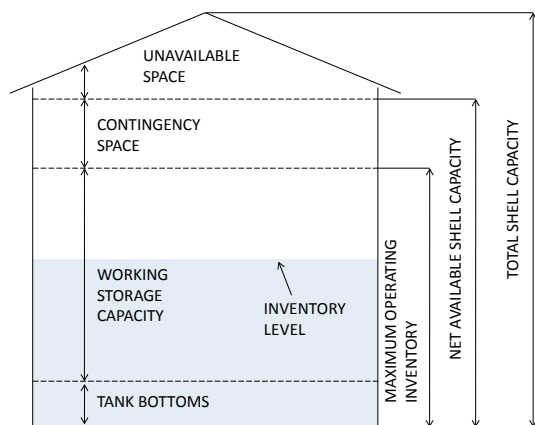 UNAVAILABLE
SPACE
CONTINGENCY
SPACE
WORKING
STORAGE
CAPACITY
INVENTORY
LEVEL
TANK BOTTOMS
MAXIMUM OPERATING
INVENTORY
NET AVAILABLE SHELL CAPACITY
TOTAL SHELL CAPACITY